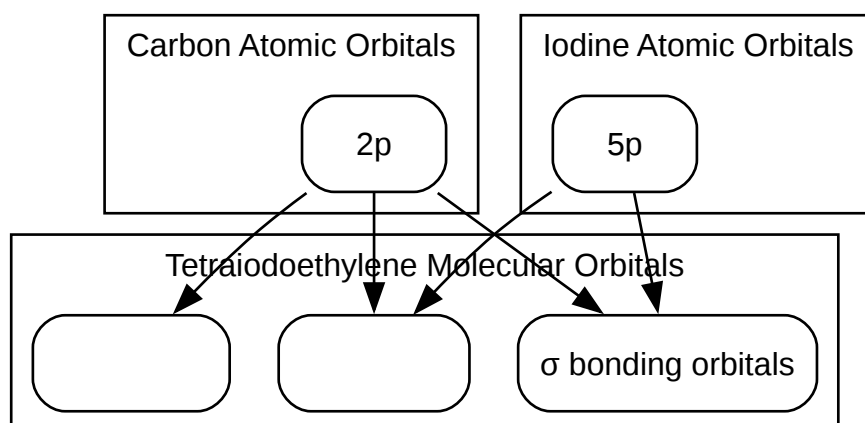 Carbon Atomic Orbitals
Iodine Atomic Orbitals
2p
5p
Tetraiodoethylene Molecular Orbitals
σ bonding orbitals